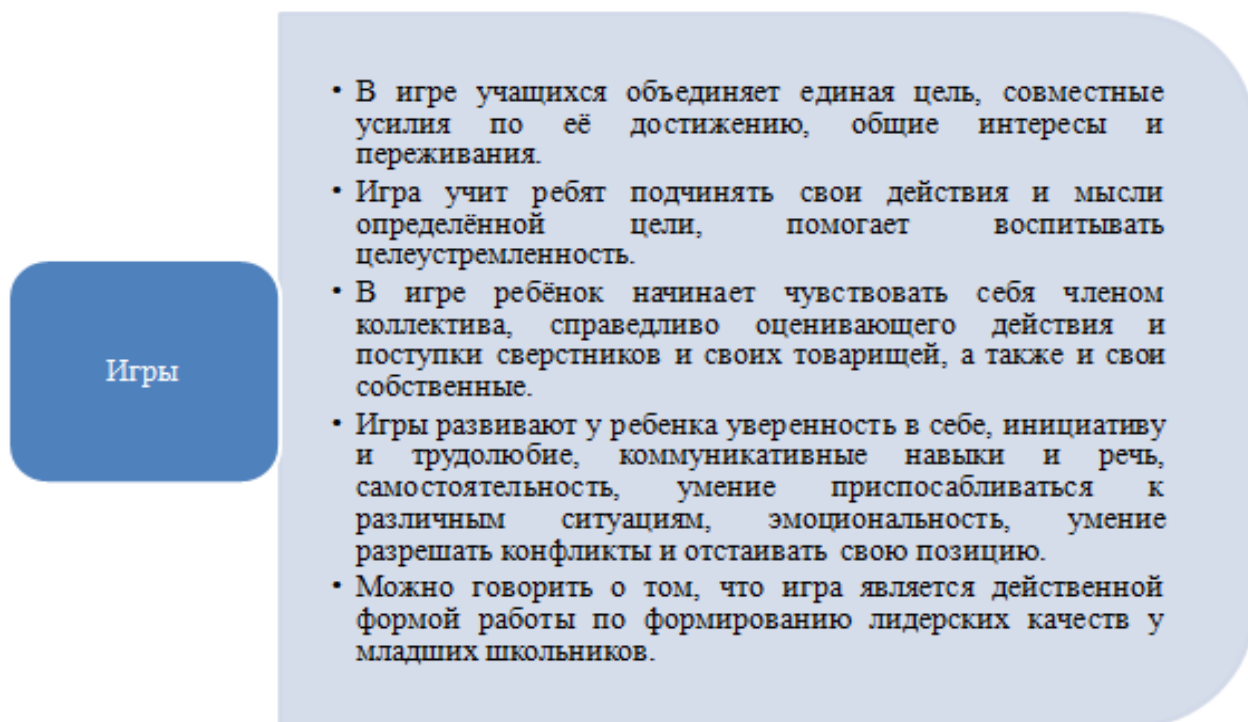 Игры
• В игре учащихся объединяет единая цель, совместные
усилия по её достижению, общие интересы и
переживания.
• Игра учит ребят подчинять свои действия и мысли
определённой цели, помогает воспитывать
целеустремленность.
• В игре ребёнок начинает чувствовать себя членом
коллектива, справедливо оценивающего действия и
поступки сверстников и своих товарищей, а также и свои
собственные.
• Игры развивают у ребенка уверенность в себе, инициативу
и трудолюбие, коммуникативные навыки и речь,
самостоятельность, умение приспосабливаться к
различным ситуациям, эмоциональность, умение
разрешать конфликты и отстаивать свою позицию.
• Можно говорить о том, что игра является действенной
формой работы по формированию лидерских качеств у
младших школьников.